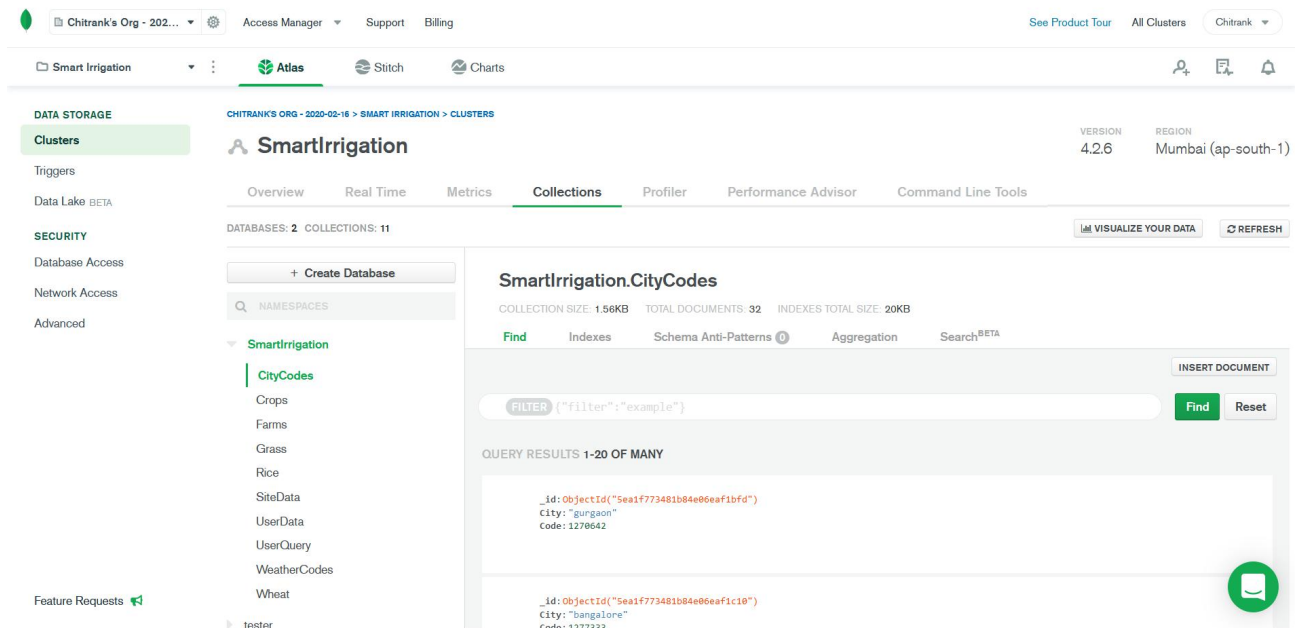 Chitrank's Org - 202... Access Manager Support Billing See Product Tour All Clusters Chitrank
Smart Irrigation Atlas Stitch Charts
DATA STORAGE
Clusters
Triggers
Data Lake BETA
SECURITY
Database Access
Network Access
Advanced
Feature Requests
CHITRANK'S ORG - 2020-02-16 > SMART IRRIGATION > CLUSTERS
SmartIrrigation
VERSION
4.2.6
REGION
Mumbai (ap-south-1)
Overview Real Time Metrics Collections Profiler Performance Advisor Command Line Tools
DATABASES: 2 COLLECTIONS: 11
VISUALIZE YOUR DATA REFRESH
+ Create Database
NAMESPACES
SmartIrrigation
CityCodes
Crops
Farms
Grass
Rice
SiteData
UserData
UserQuery
WeatherCodes
Wheat
tester
SmartIrrigation.CityCodes
COLLECTION SIZE: 1.56KB TOTAL DOCUMENTS: 32 INDEXES TOTAL SIZE: 20KB
Find Indexes Schema Anti-Patterns 0 Aggregation Search BETA
INSERT DOCUMENT
FILTER {"filter":"example"} Find Reset
QUERY RESULTS 1-20 OF MANY
_id:ObjectId("5ea1f773481b84e06eaf1bfd")
City:"gurgaon"
Code:1270642
_id:ObjectId("5ea1f773481b84e06eaf1c10")
City:"bangalore"
Code:1277333